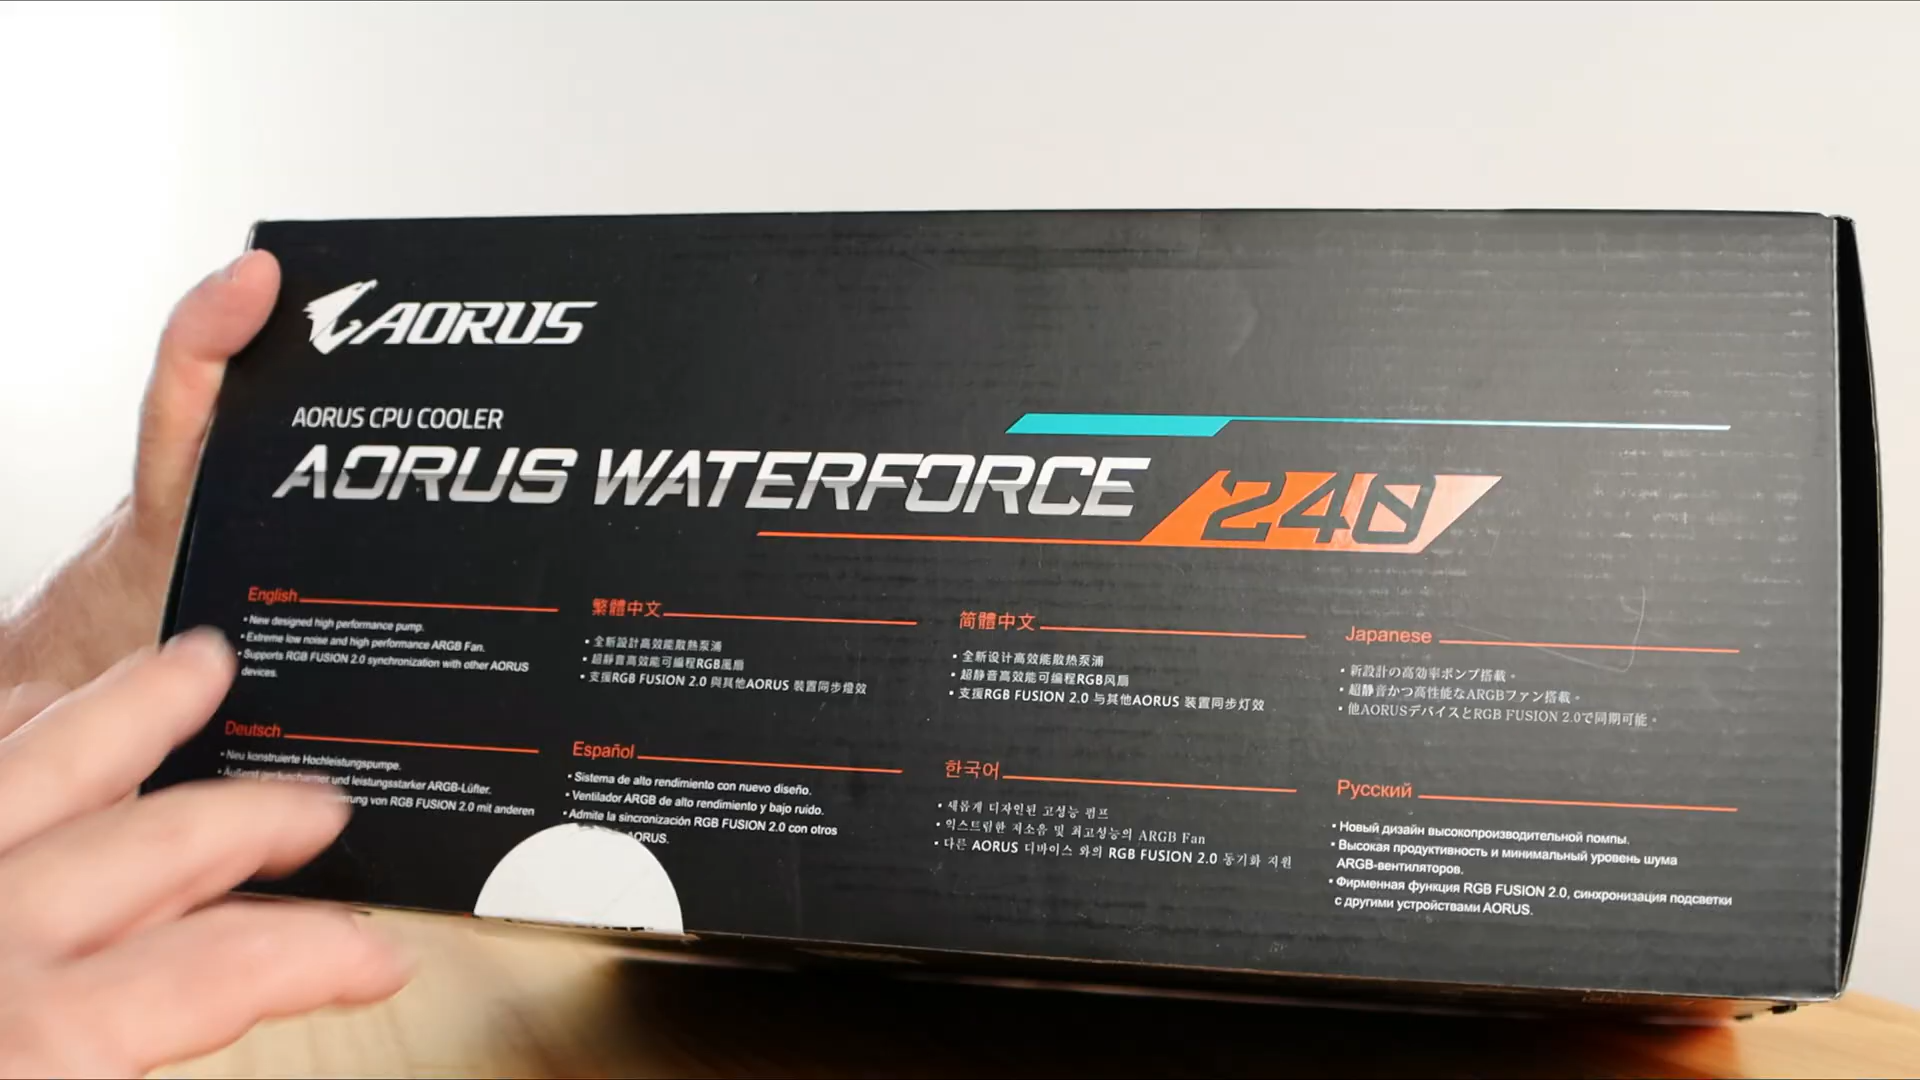 AORUS
AORUS CPU COOLER
AORUS WATERFORCE 240
English
• New designed high performance pump.
• Extreme low noise and high performance ARGB Fan.
• Supports RGB FUSION 2.0 synchronization with other AORUS
devices.
繁體中文
• 全新設計高效能散熱泵浦
• 超靜音高效能可編程RGB風扇
• 支援RGB FUSION 2.0 與其他AORUS 裝置同步燈效
简體中文
• 全新设计高效能散热泵浦
• 超静音高效能可编程RGB风扇
• 支援RGB FUSION 2.0 与其他AORUS 装置同步灯效
Japanese
• 新設計の高効率ポンプ搭載。
• 超静音かつ高性能なARGBファン搭載。
• 他AORUSデバイスとRGB FUSION 2.0で同期可能。
Deutsch
• Neu konstruierte Hochleistungspumpe.
• Äußerst geräuscharmer und leistungsstarker ARGB-Lüfter.
von RGB FUSION 2.0 mit anderen
Español
• Sistema de alto rendimiento con nuevo diseño.
• Ventilador ARGB de alto rendimiento y bajo ruido.
• Admite la sincronización RGB FUSION 2.0 con otros
AORUS.
한국어
• 새롭게 디자인된 고성능 펌프
• 익스트림한 저소음 및 최고성능의 ARGB Fan
• 다른 AORUS 디바이스 와의 RGB FUSION 2.0 동기화 지원
Русский
• Новый дизайн высокопроизводительной помпы.
• Высокая продуктивность и минимальный уровень шума
ARGB-вентиляторов.
• Фирменная функция RGB FUSION 2.0, синхронизация подсветки
с другими устройствами AORUS.